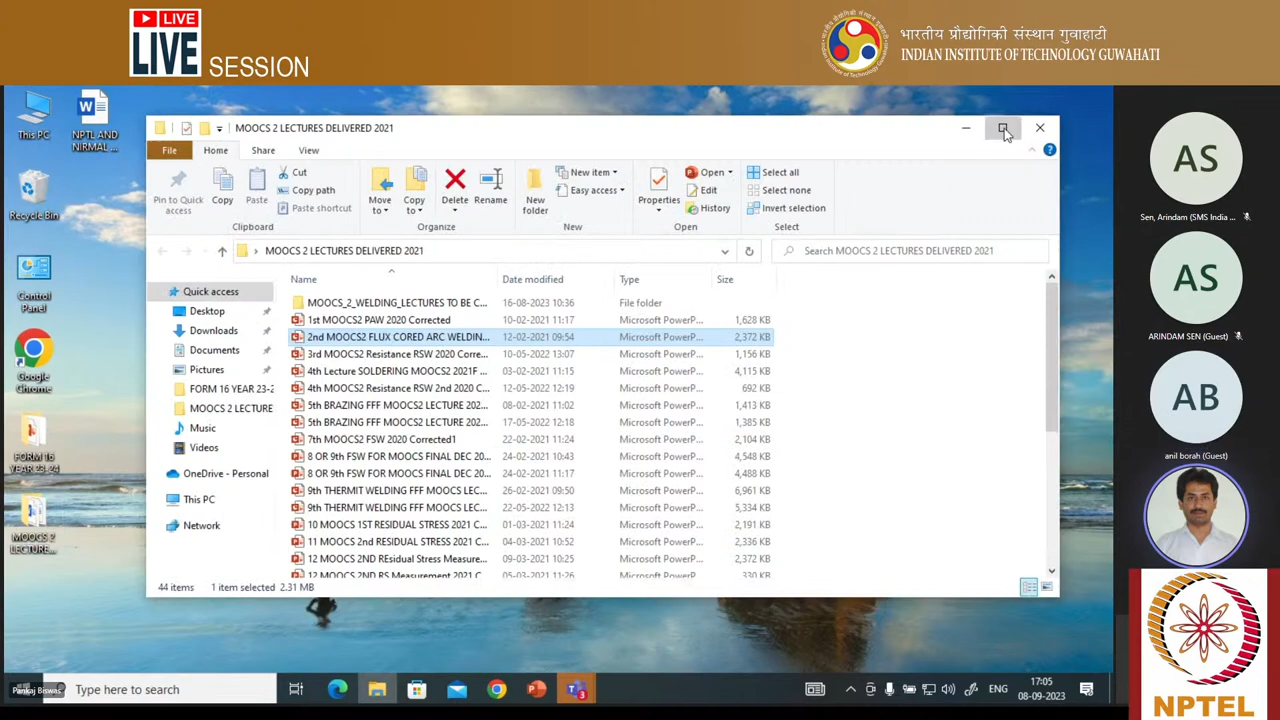 LIVE
LIVE SESSION
भारतीय प्रौद्योगिकी संस्थान गुवाहाटी
INDIAN INSTITUTE OF TECHNOLOGY GUWAHATI
This PC
NPTL AND NIRMAL ...
Recycle Bin
Control Panel
Google Chrome
FORM 16 YEAR 23-24
MOOCS 2 LECTURE...
MOOCS 2 LECTURES DELIVERED 2021
File Home Share View
Pin to Quick access
Copy
Paste
Cut
Copy path
Paste shortcut
Clipboard
Move to
Copy to
Delete
Rename
Organize
New folder
New item
Easy access
New
Properties
Open
Edit
History
Open
Select all
Select none
Invert selection
Select
MOOCS 2 LECTURES DELIVERED 2021
Search MOOCS 2 LECTURES DELIVERED 2021
Quick access
Desktop
Downloads
Documents
Pictures
FORM 16 YEAR 23-2
MOOCS 2 LECTURE
Music
Videos
OneDrive - Personal
This PC
Network
Name Date modified Type Size
MOOCS_2_WELDING_LECTURES TO BE C... 16-08-2023 10:36 File folder
1st MOOCS2 PAW 2020 Corrected 10-02-2021 11:17 Microsoft PowerP... 1,628 KB
2nd MOOCS2 FLUX CORED ARC WELDIN... 12-02-2021 09:54 Microsoft PowerP... 2,372 KB
3rd MOOCS2 Resistance RSW 2020 Corre... 10-05-2022 13:07 Microsoft PowerP... 1,156 KB
4th Lecture SOLDERING MOOCS2 2021F 03-02-2021 11:15 Microsoft PowerP... 4,115 KB
4th MOOCS2 Resistance RSW 2nd 2020 C... 12-05-2022 12:19 Microsoft PowerP... 692 KB
5th BRAZING FFF MOOCS2 LECTURE 202... 08-02-2021 11:02 Microsoft PowerP... 1,413 KB
5th BRAZING FFF MOOCS2 LECTURE 202... 17-05-2022 12:18 Microsoft PowerP... 1,385 KB
7th MOOCS2 FSW 2020 Corrected1 22-02-2021 11:24 Microsoft PowerP... 2,104 KB
8 OR 9th FSW FOR MOOCS FINAL DEC 20... 24-02-2021 10:43 Microsoft PowerP... 4,548 KB
8 OR 9th FSW FOR MOOCS FINAL DEC 20... 24-02-2021 11:17 Microsoft PowerP... 4,488 KB
9th THERMIT WELDING FFF MOOCS LEC... 26-02-2021 09:50 Microsoft PowerP... 6,961 KB
9th THERMIT WELDING FFF MOOCS LEC... 22-05-2022 12:13 Microsoft PowerP... 5,334 KB
10 MOOCS 1ST RESIDUAL STRESS 2021 C... 01-03-2021 11:24 Microsoft PowerP... 2,191 KB
11 MOOCS 2nd RESIDUAL STRESS 2021 C... 04-03-2021 10:52 Microsoft PowerP... 2,336 KB
12 MOOCS 2ND REsidual Stress Measure... 09-03-2021 10:25 Microsoft PowerP... 2,372 KB
12 MOOCS 2ND RS Measurement 2021 C... 05-03-2021 11:26 Microsoft PowerP... 330 KB
44 items 1 item selected 2.31 MB
AS
Sen, Arindam (SMS India ...
AS
ARINDAM SEN (Guest)
AB
anil borah (Guest)
NPTEL
Pankaj Biswas
Type here to search
3
ENG
17:05
08-09-2023